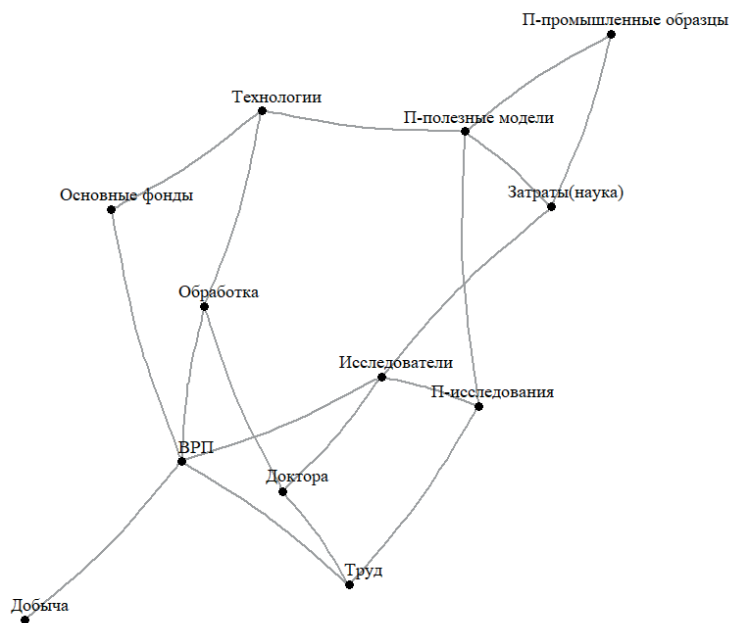 П-промышленные образцы
Технологии
П-полезные модели
Основные фонды
Затраты(наука)
Обработка
Исследователи
П-исследования
ВРП
Доктора
Труд
Добыча